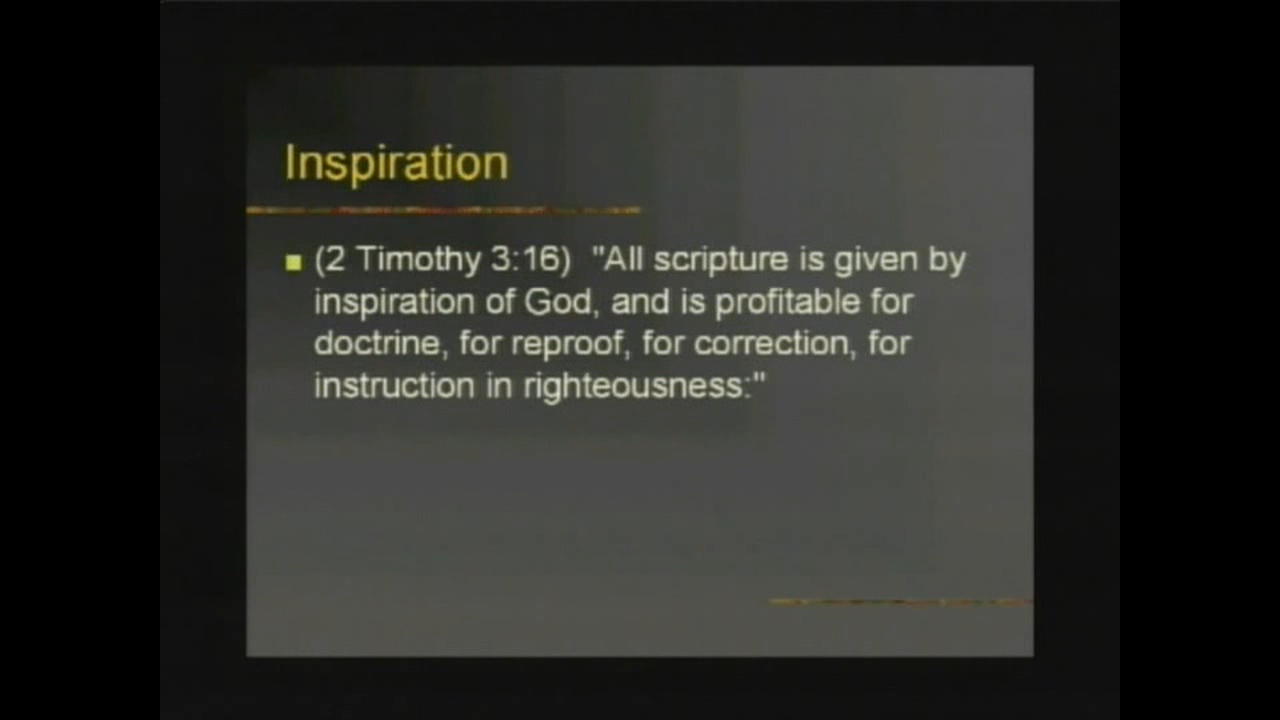 Inspiration
(2 Timothy 3:16) "All scripture is given by
inspiration of God, and is profitable for
doctrine, for reproof, for correction, for
instruction in righteousness:"